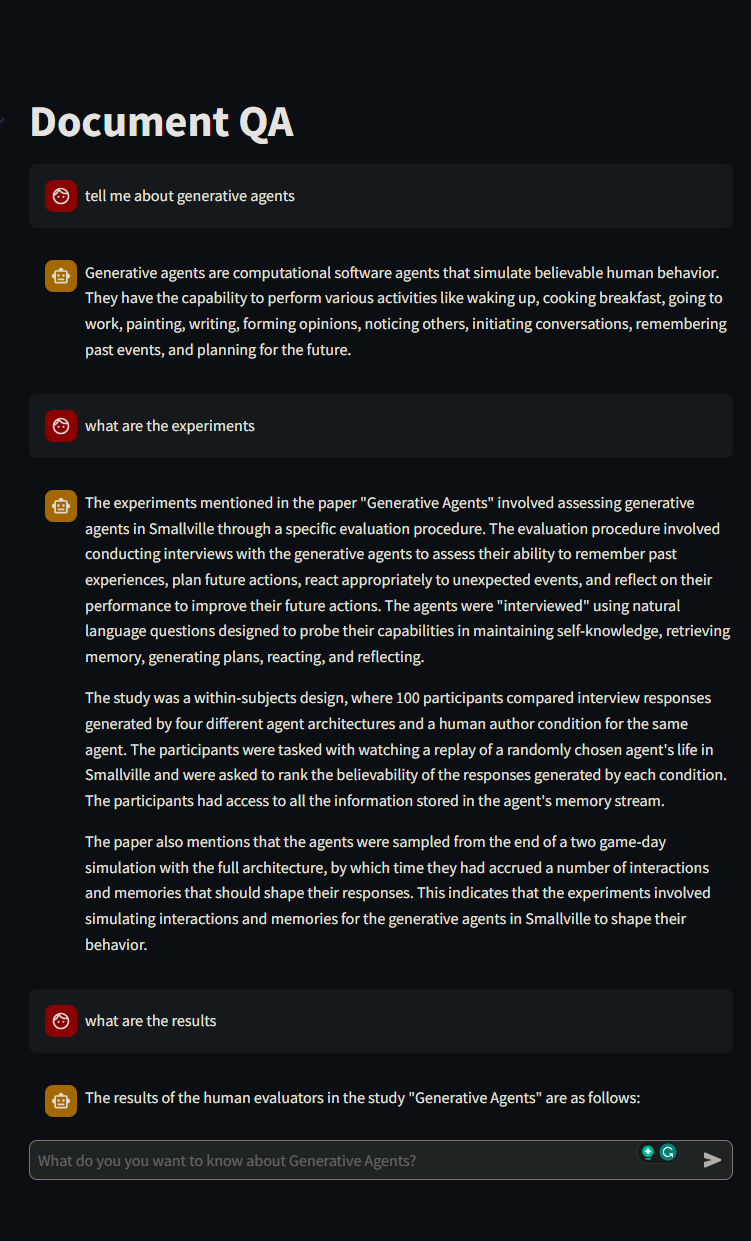 Document QA
tell me about generative agents
Generative agents are computational software agents that simulate believable human behavior.
They have the capability to perform various activities like waking up, cooking breakfast, going to
work, painting, writing, forming opinions, noticing others, initiating conversations, remembering
past events, and planning for the future.
what are the experiments
The experiments mentioned in the paper "Generative Agents" involved assessing generative
agents in Smallville through a specific evaluation procedure. The evaluation procedure involved
conducting interviews with the generative agents to assess their ability to remember past
experiences, plan future actions, react appropriately to unexpected events, and reflect on their
performance to improve their future actions. The agents were "interviewed" using natural
language questions designed to probe their capabilities in maintaining self-knowledge, retrieving
memory, generating plans, reacting, and reflecting.
The study was a within-subjects design, where 100 participants compared interview responses
generated by four different agent architectures and a human author condition for the same
agent. The participants were tasked with watching a replay of a randomly chosen agent's life in
Smallville and were asked to rank the believability of the responses generated by each condition.
The participants had access to all the information stored in the agent's memory stream.
The paper also mentions that the agents were sampled from the end of a two game-day
simulation with the full architecture, by which time they had accrued a number of interactions
and memories that should shape their responses. This indicates that the experiments involved
simulating interactions and memories for the generative agents in Smallville to shape their
behavior.
what are the results
The results of the human evaluators in the study "Generative Agents" are as follows:
What do you you want to know about Generative Agents?